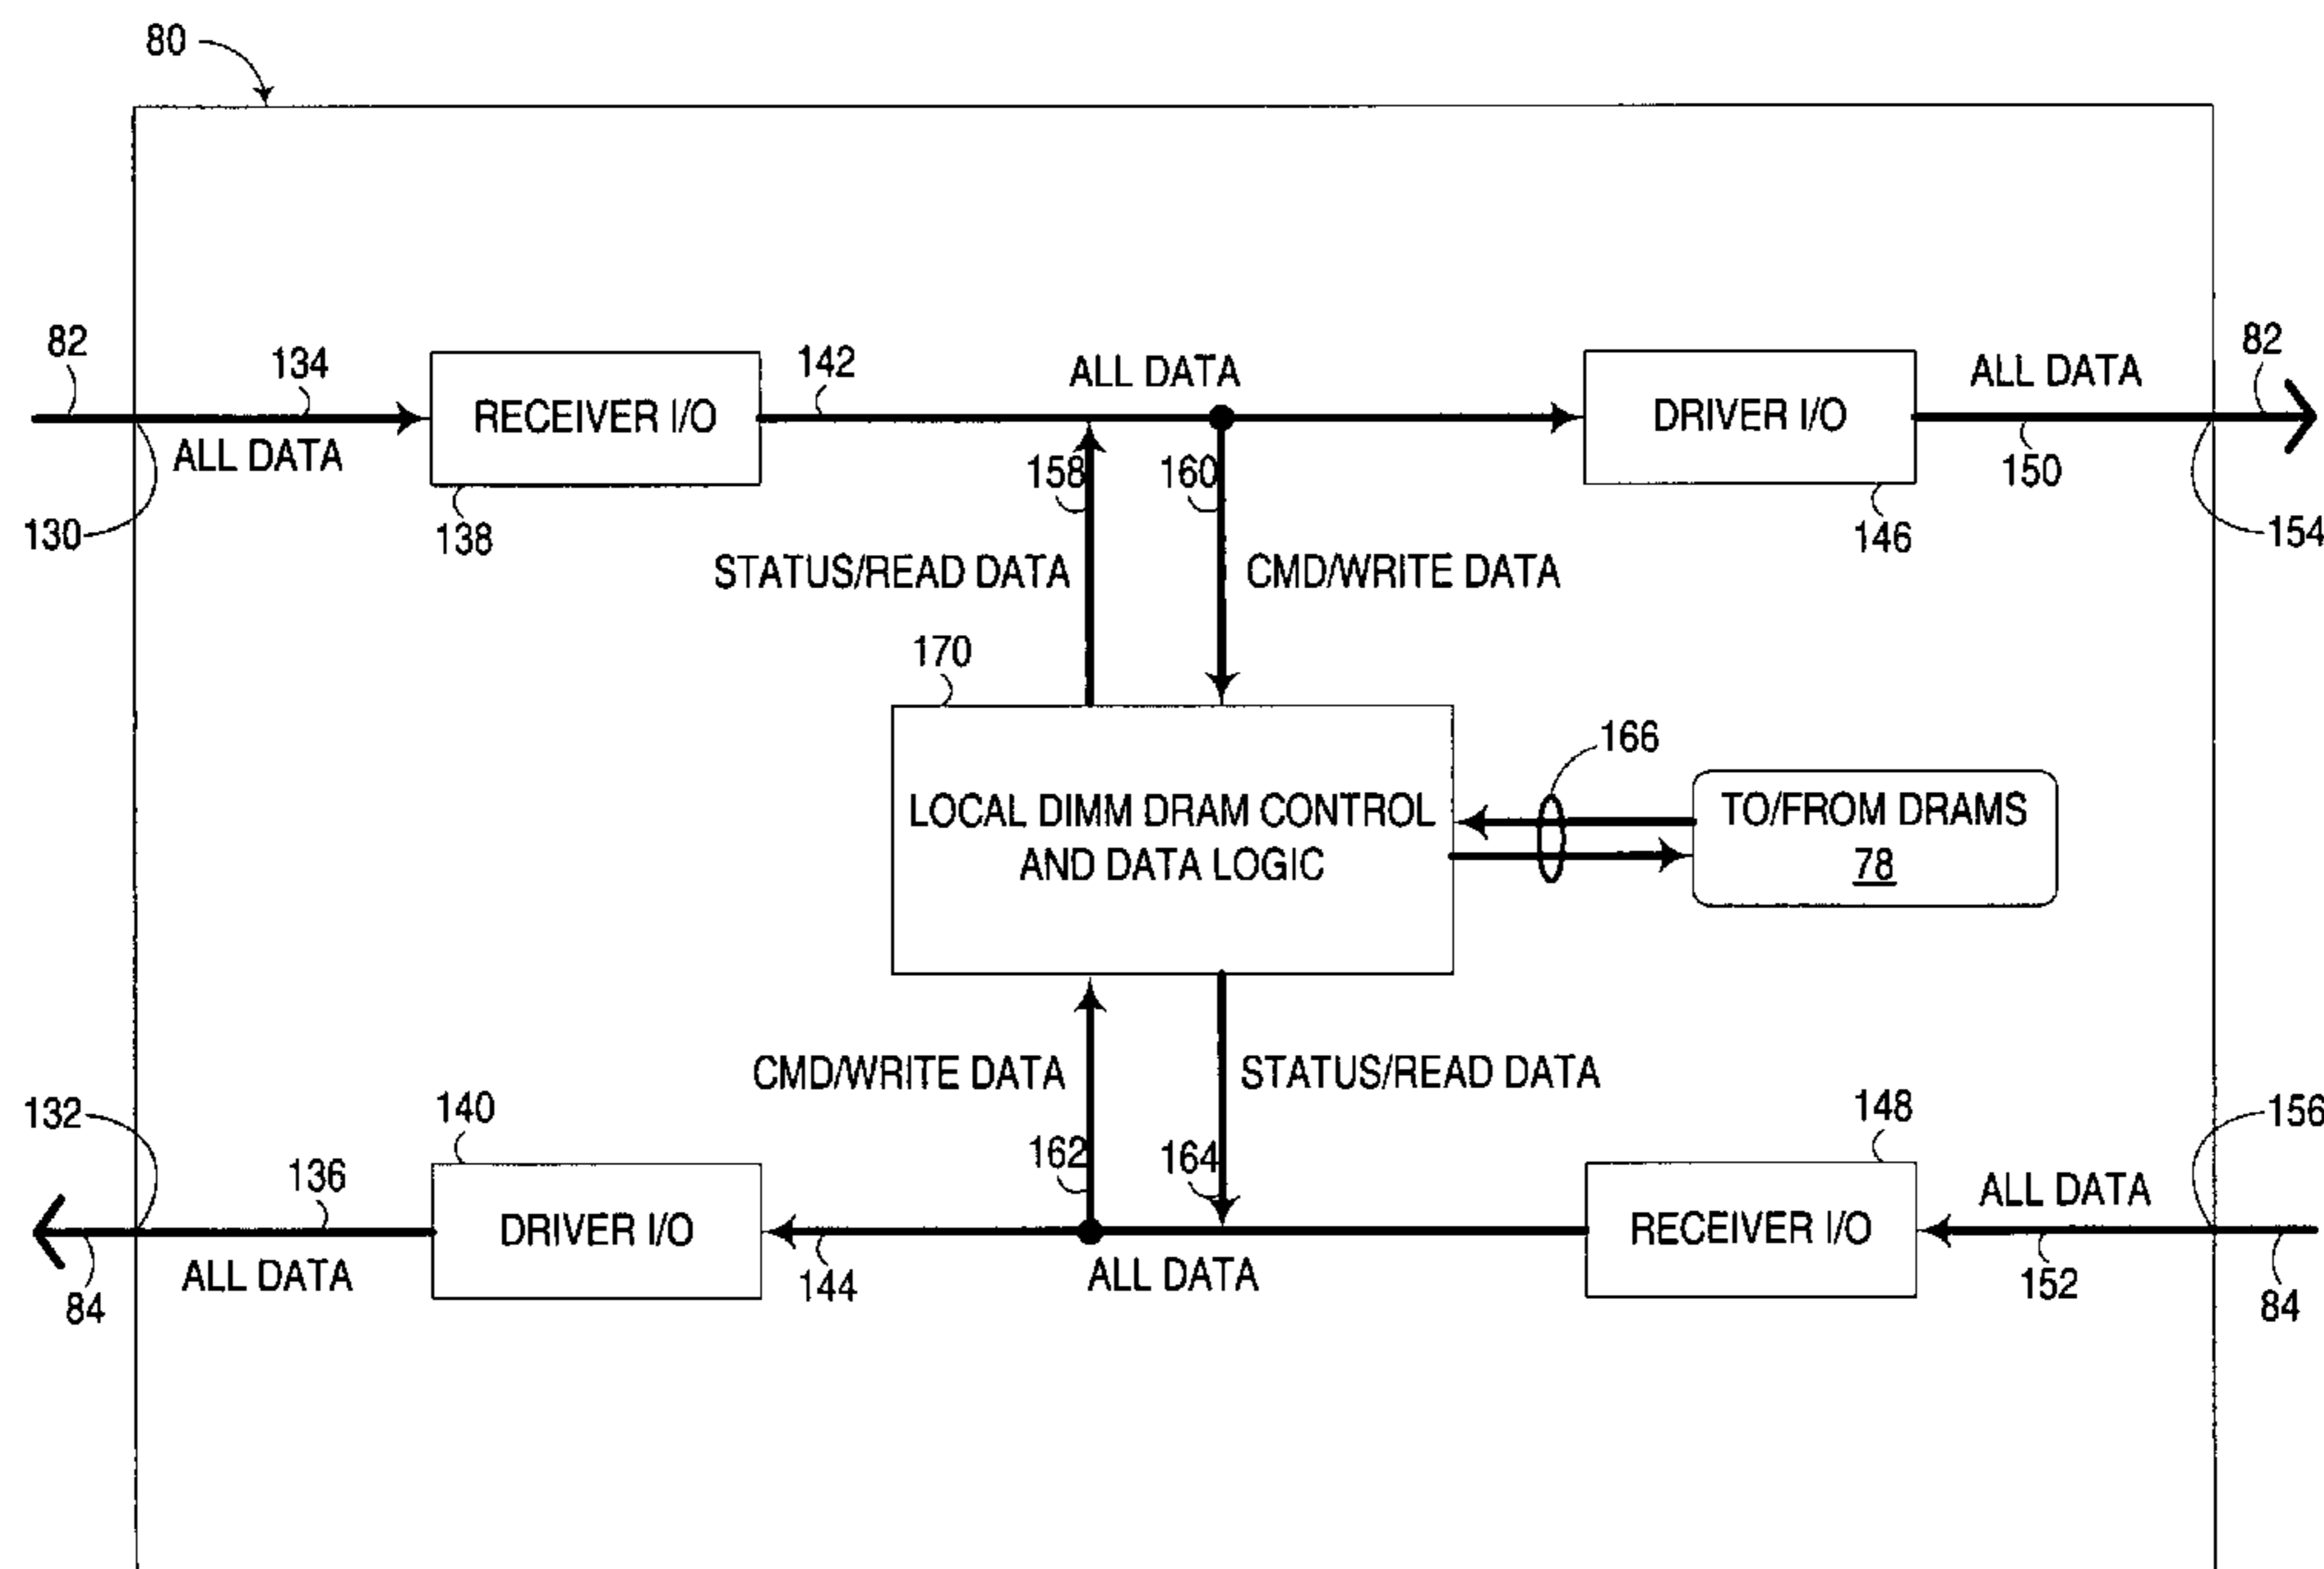 80
82
134
142
ALL DATA
ALL DATA
82
RECEIVER I/O
DRIVER I/O
ALL DATA
158
160
150
130
138
146
154
STATUS/READ DATA
CMD/WRITE DATA
170
166
LOCAL DIMM DRAM CONTROL
AND DATA LOGIC
TO/FROM DRAMS
78
CMD/WRITE DATA
STATUS/READ DATA
132
140
148
156
136
162
164
ALL DATA
DRIVER I/O
RECEIVER I/O
84
ALL DATA
144
ALL DATA
152
84